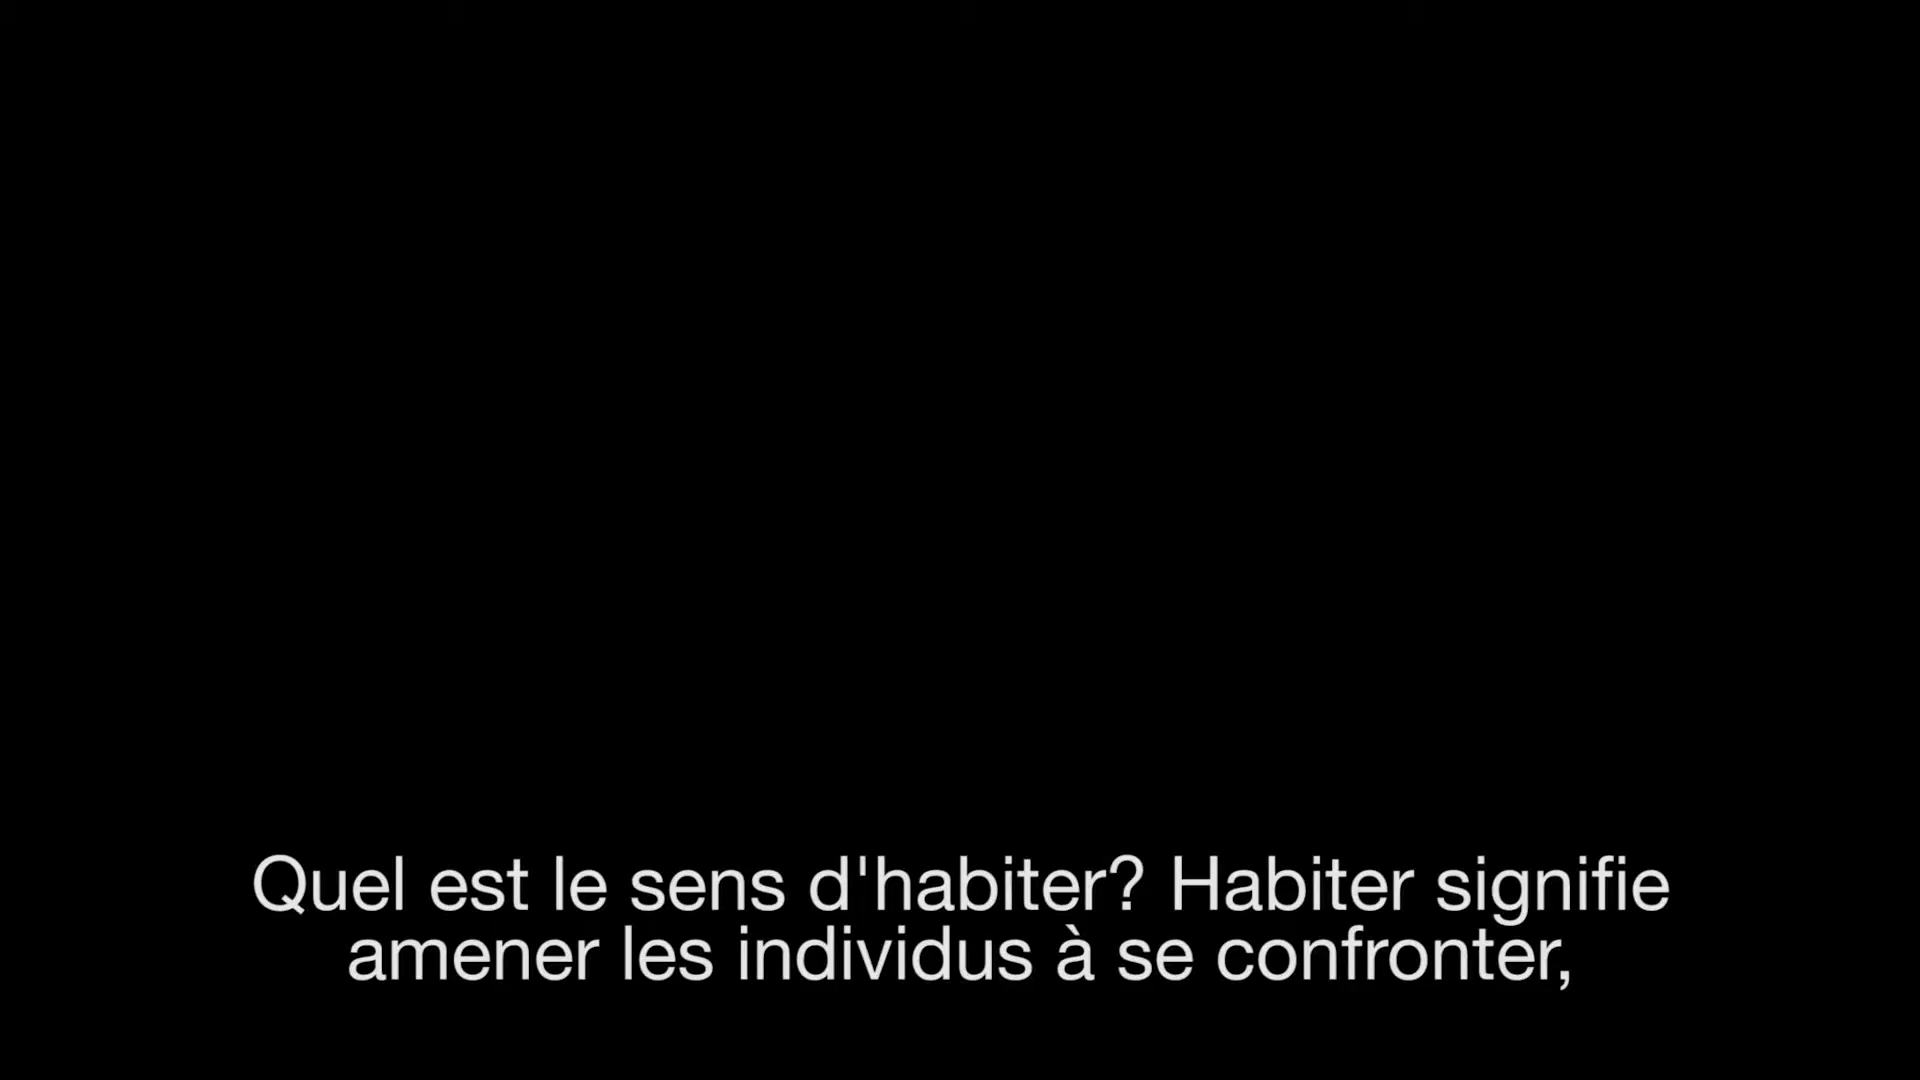 Quel est le sens d'habiter? Habiter signifie
amener les individus à se confronter,